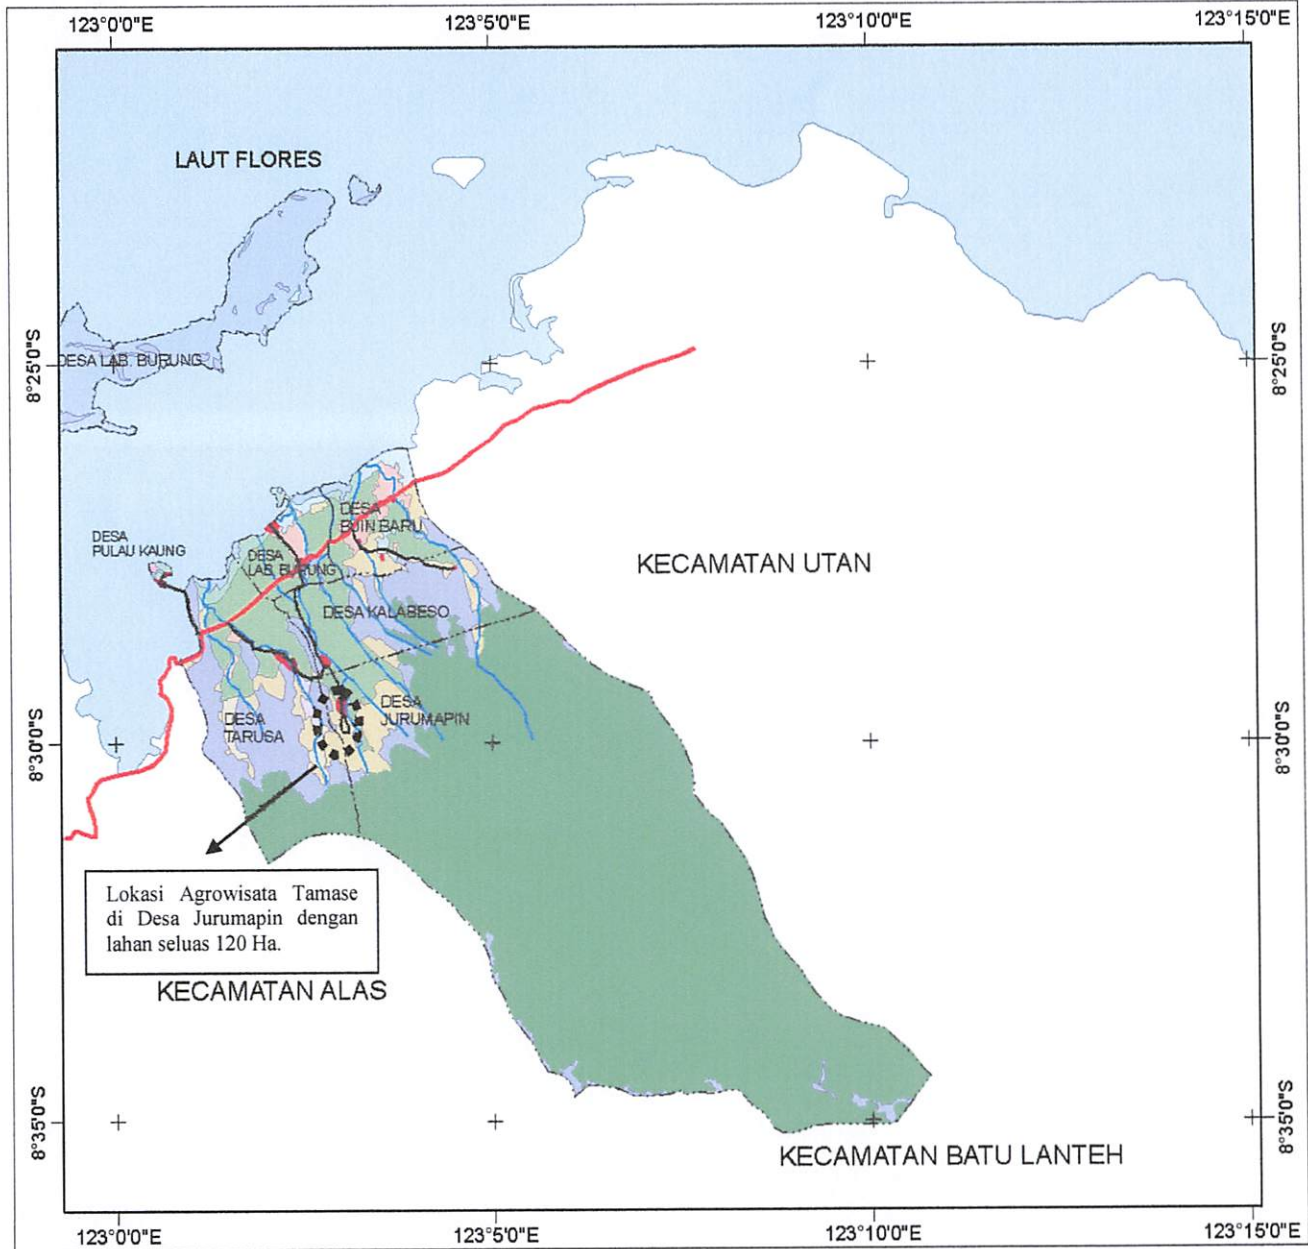 123°0'0"E
123°5'0"E
123°10'0"E
123°15'0"E
LAUT FLORES
8°25'0"S
DESA LAB. BURUNG
8°25'0"S
DESA
BUIN BARU
DESA
PULAU KAUNG
DESA
LAB. BURUNG
KECAMATAN UTAN
DESA KALABESO
DESA
JURUMAPIN
DESA
TARUSA
8°30'0"S
8°30'0"S
Lokasi Agrowisata Tamase
di Desa Jurumapin dengan
lahan seluas 120 Ha.
KECAMATAN ALAS
8°35'0"S
8°35'0"S
KECAMATAN BATU LANTEH
123°0'0"E
123°5'0"E
123°10'0"E
123°15'0"E